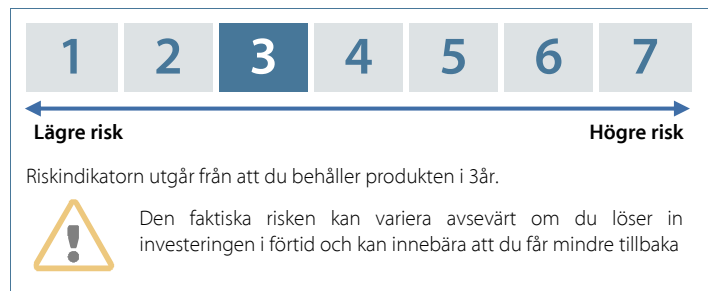 1 2 3 4 5 6 7
Lägre risk Högre risk
Riskindikatorn utgår från att du behåller produkten i 3år.
Den faktiska risken kan variera avsevärt om du löser in
investeringen i förtid och kan innebära att du får mindre tillbaka